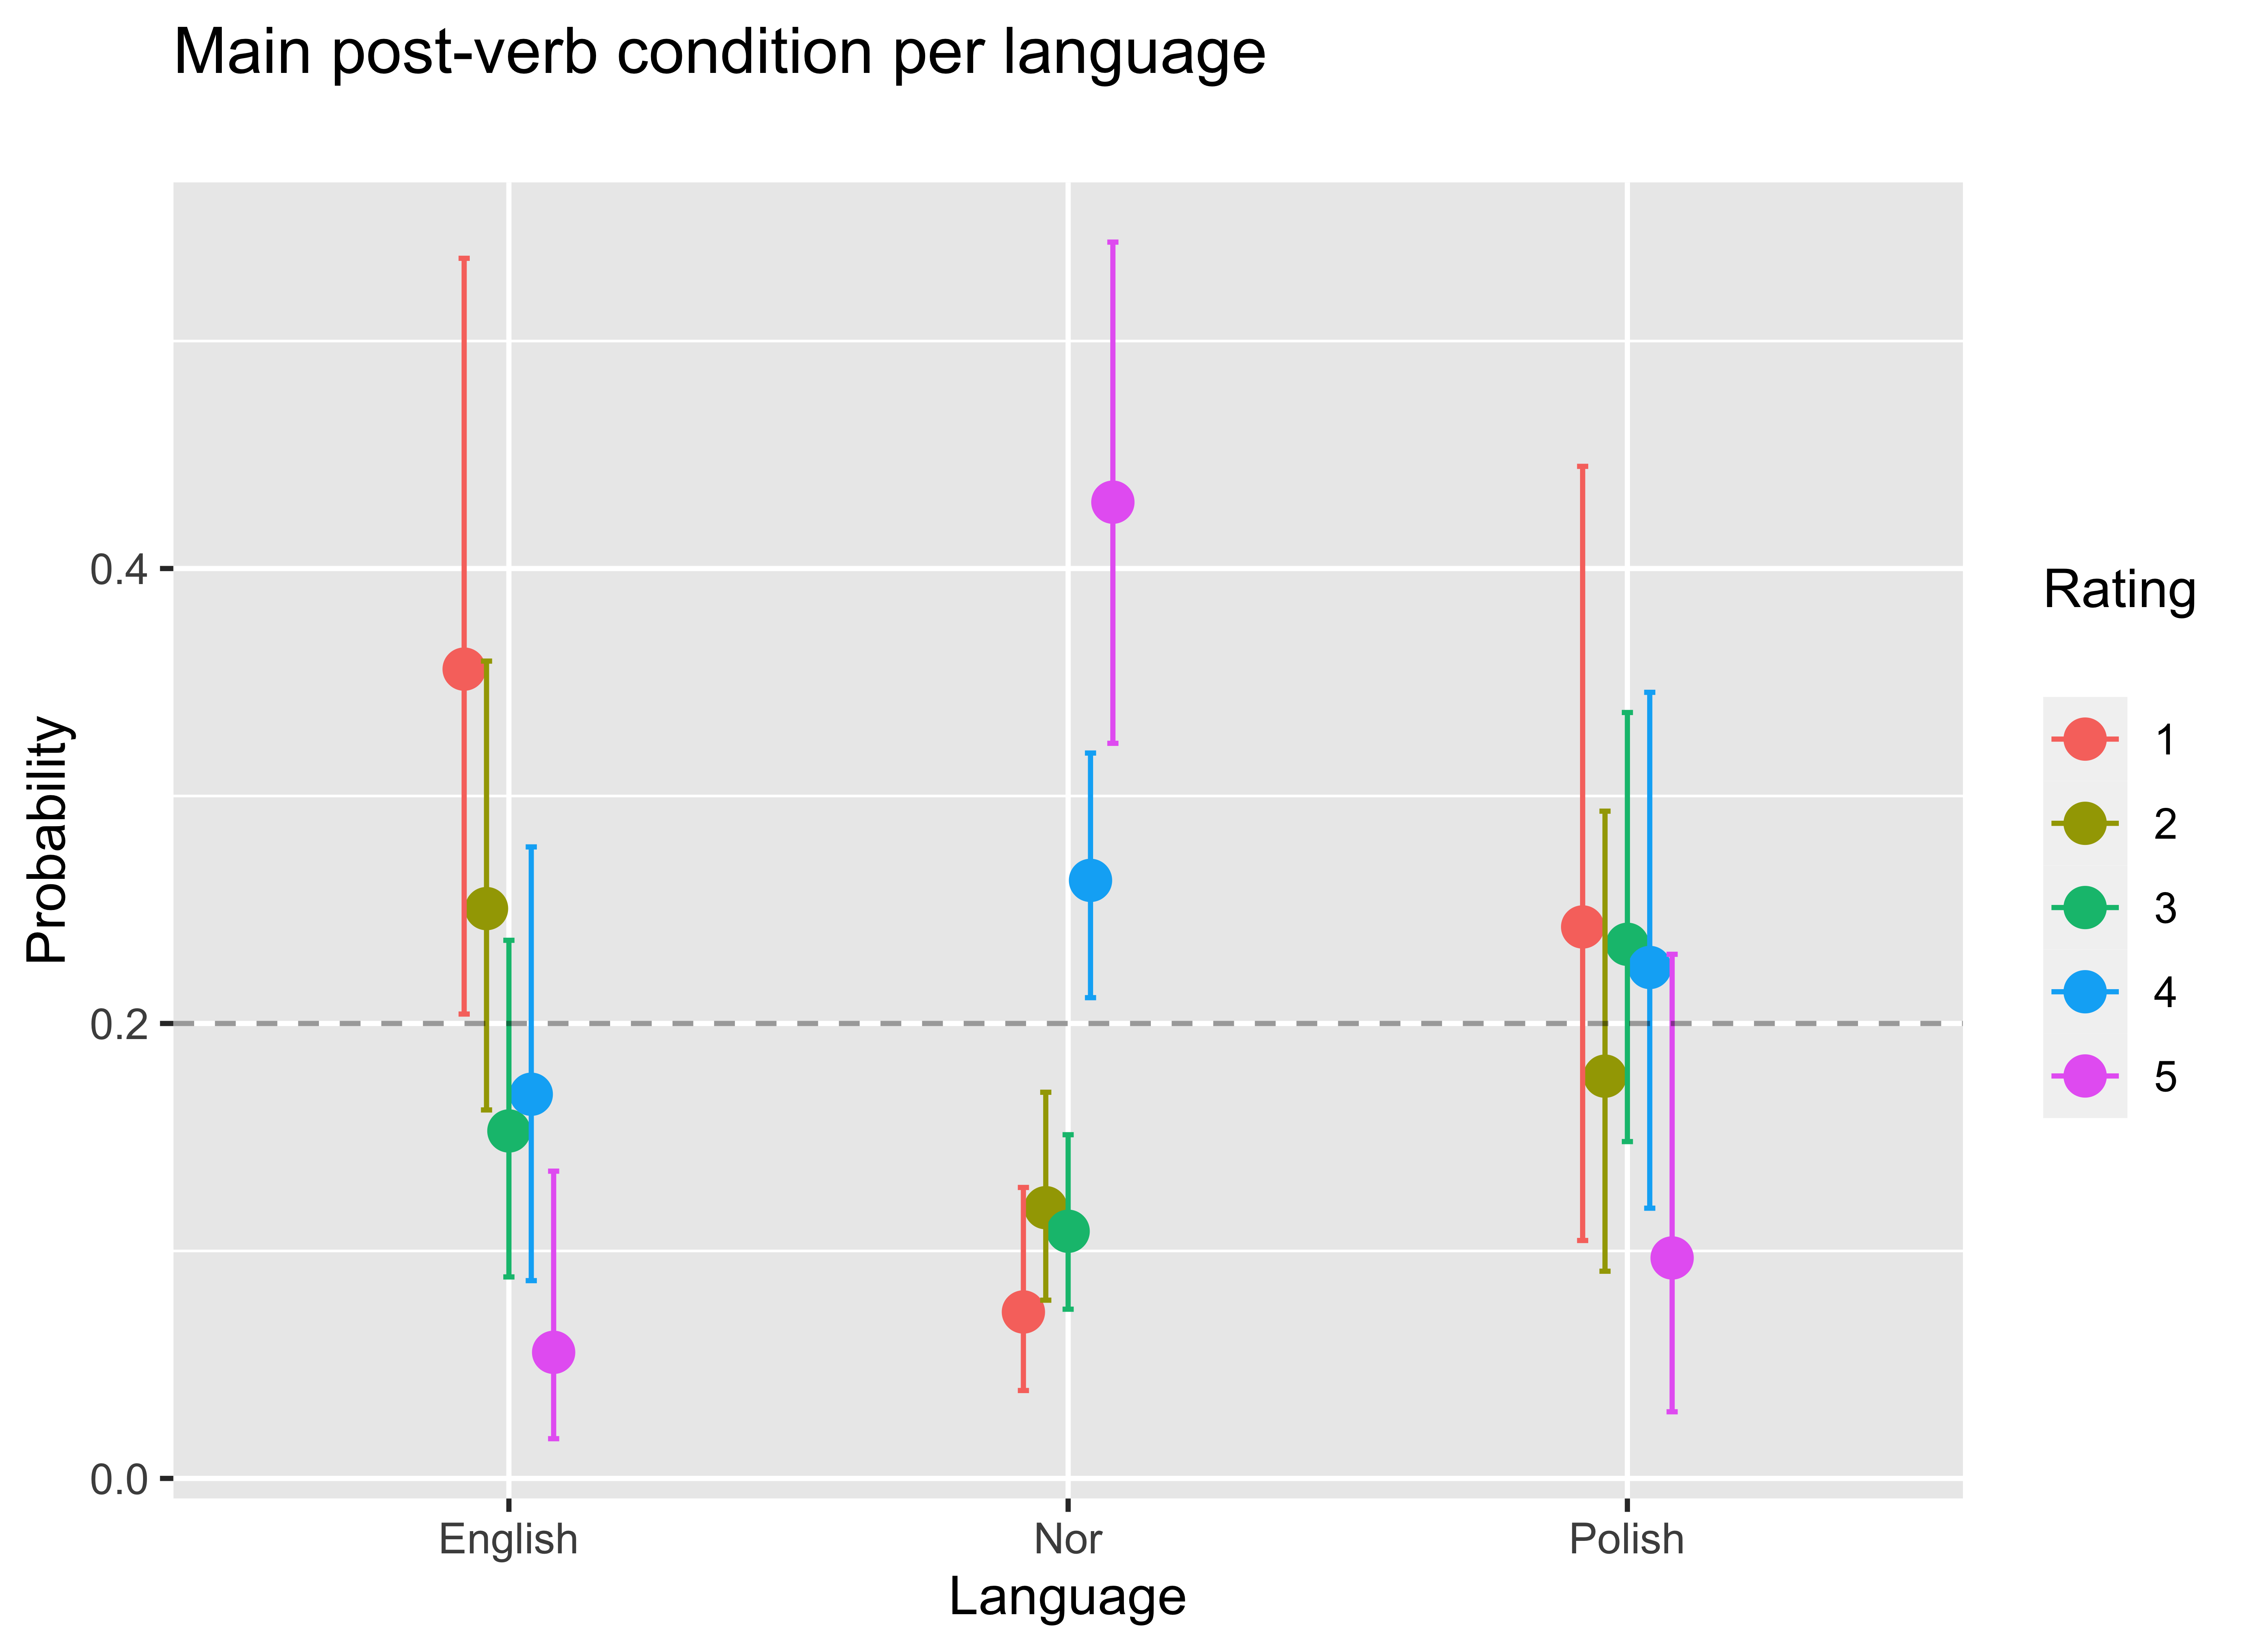 Main post-verb condition per language
Probability
0.4
0.2
0.0
English
Nor
Polish
Language
Rating
1
2
3
4
5